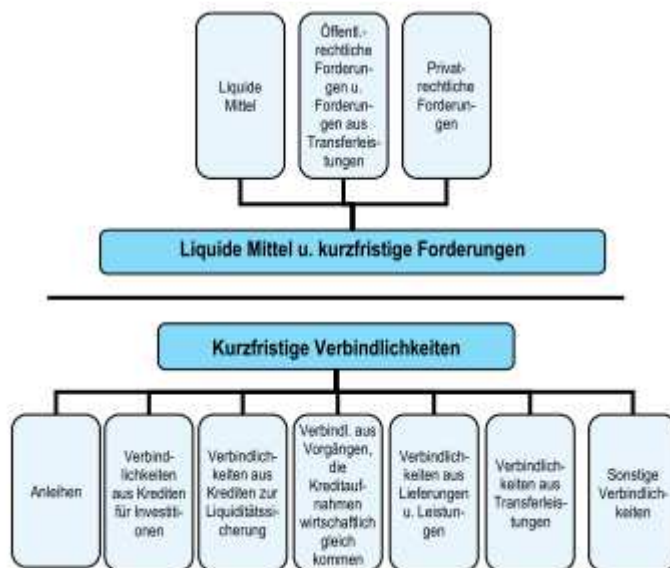 Liquide
Mittel
Öffentl.-
rechtliche
Forderun-
gen u.
Forderun-
gen aus
Transferleis-
tungen
Privat-
rechtliche
Forderun-
gen
Liquide Mittel u. kurzfristige Forderungen
Kurzfristige Verbindlichkeiten
Anleihen
Verbind-
lichkeiten
aus Krediten
für Investiti-
onen
Verbindlich-
keiten aus
Krediten zur
Liquiditätssi-
cherung
Verbindl. aus
Vorgängen,
die
Kreditauf-
nahmen
wirtschaftlich
gleich
kommen
Verbindlich-
keiten aus
Lieferungen
u. Leistun-
gen
Verbindlich-
keiten aus
Transferleis-
tungen
Sonstige
Verbindlich-
keiten